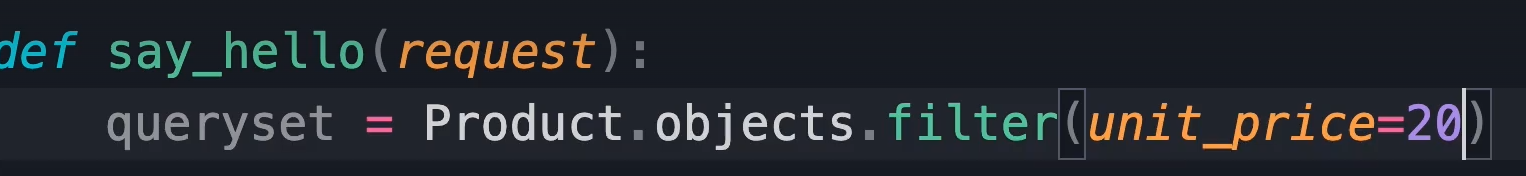 def say_hello(request):
queryset = Product.objects.filter(unit_price=20)